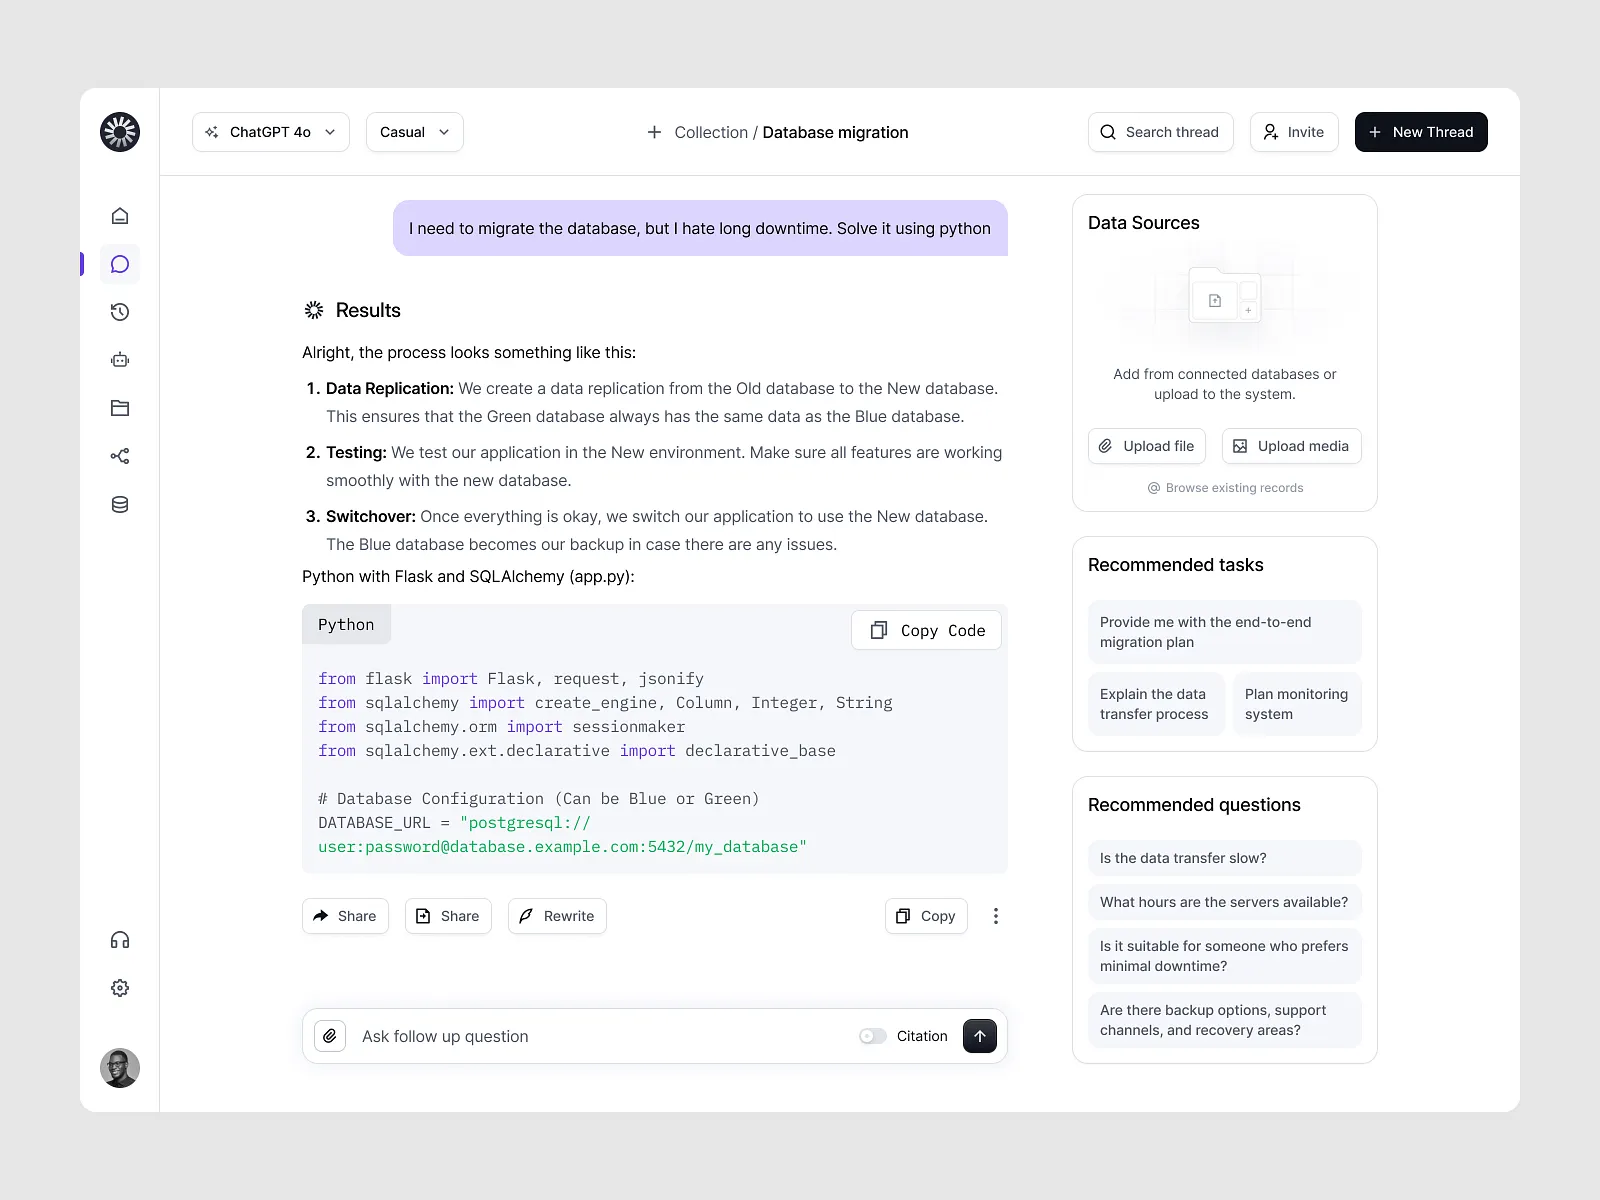 ChatGPT 4o
Casual
Collection / Database migration
Search thread
Invite
New Thread
I need to migrate the database, but I hate long downtime. Solve it using python
Results
Alright, the process looks something like this:
1. Data Replication: We create a data replication from the Old database to the New database.
This ensures that the Green database always has the same data as the Blue database.
2. Testing: We test our application in the New environment. Make sure all features are working
smoothly with the new database.
3. Switchover: Once everything is okay, we switch our application to use the New database.
The Blue database becomes our backup in case there are any issues.
Python with Flask and SQLAlchemy (app.py):
Python
Copy Code
from flask import Flask, request, jsonify
from sqlalchemy import create_engine, Column, Integer, String
from sqlalchemy.orm import sessionmaker
from sqlalchemy.ext.declarative import declarative_base
# Database Configuration (Can be Blue or Green)
DATABASE_URL = "postgresql://
user:password@database.example.com:5432/my_database"
Share
Share
Rewrite
Copy
Ask follow up question
Citation
Data Sources
Add from connected databases or
upload to the system.
Upload file
Upload media
Browse existing records
Recommended tasks
Provide me with the end-to-end
migration plan
Explain the data
transfer process
Plan monitoring
system
Recommended questions
Is the data transfer slow?
What hours are the servers available?
Is it suitable for someone who prefers
minimal downtime?
Are there backup options, support
channels, and recovery areas?